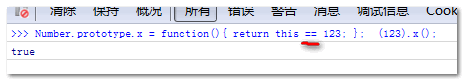 清除 保持 概况 所有 错误 警告 消息 调试信息 Cook
>>> Number.prototype.x = function(){ return this == 123; }; (123).x();
true